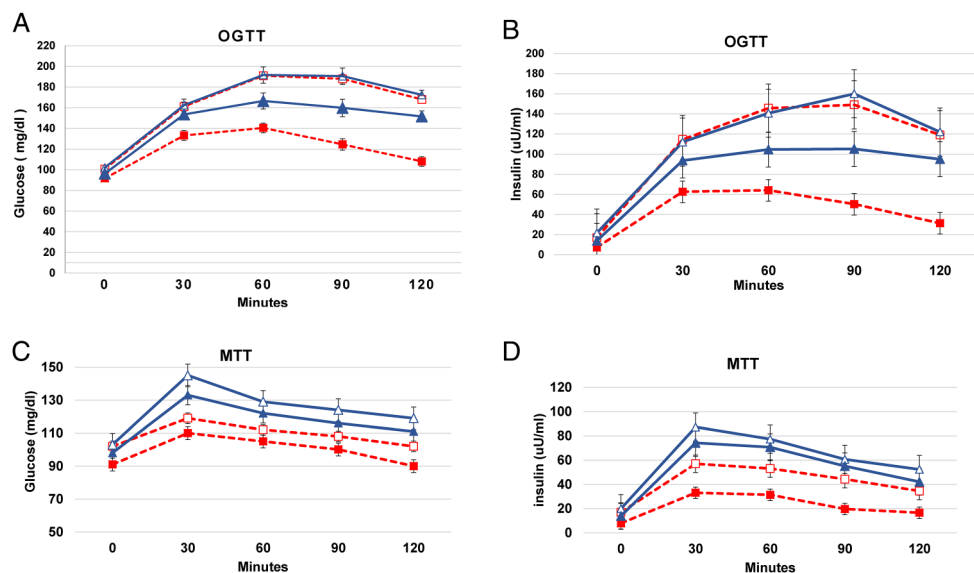 A
OGTT
Glucose ( mg/dl)
220
200
180
160
140
120
100
80
60
40
20
0
0 30 60 90 120
Minutes
B
OGTT
Insulin (uU/ml)
200
180
160
140
120
100
80
60
40
20
0
0 30 60 90 120
Minutes
C
MTT
Glucose (mg/dl)
150
130
110
90
70
50
0 30 60 90 120
Minutes
D
MTT
insulin (uU/ml)
120
100
80
60
40
20
0
0 30 60 90 120
Minutes